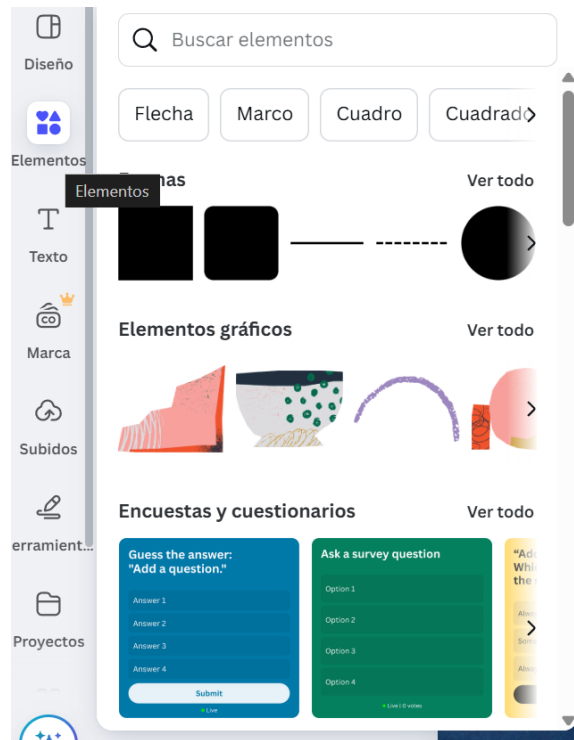 Diseño
Elementos
Elementos
Texto
Marca
Subidos
erramient...
Proyectos
Buscar elementos
Flecha
Marco
Cuadro
Cuadrado
Ver todo
Elementos gráficos
Ver todo
Encuestas y cuestionarios
Ver todo
Guess the answer:
"Add a question."
Answer 1
Answer 2
Answer 3
Answer 4
Submit
Live
Ask a survey question
Option 1
Option 2
Option 3
Option 4
Live | 0 votes
the